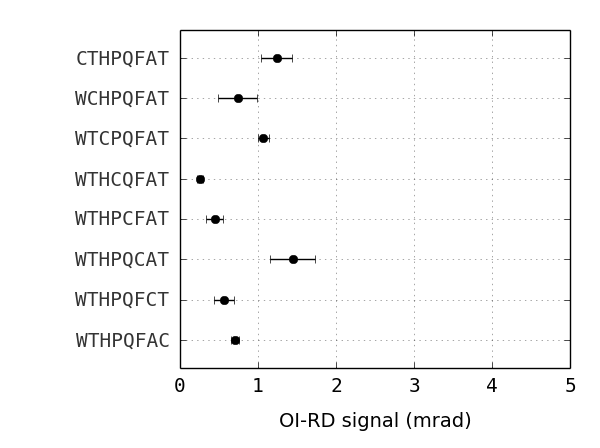 CTHPQFAT
WCHPQFAT
WTCPQFAT
WTHCQFAT
WTHPCFAT
WTHPQCAT
WTHPQFCT
WTHPQFAC
0 1 2 3 4 5
OI-RD signal (mrad)